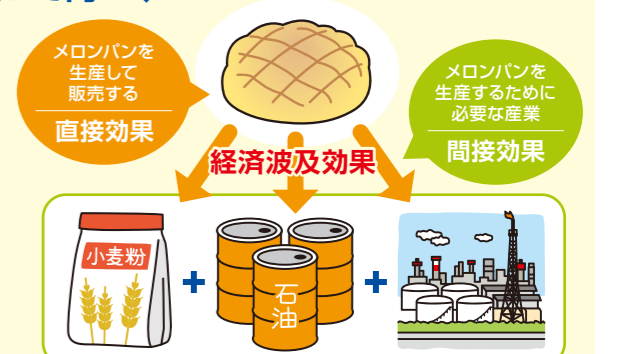 メロンパンを
生産して
販売する
直接効果
メロンパンを
生産するために
必要な産業
間接効果
経済波及効果
小麦粉
+
石油
+